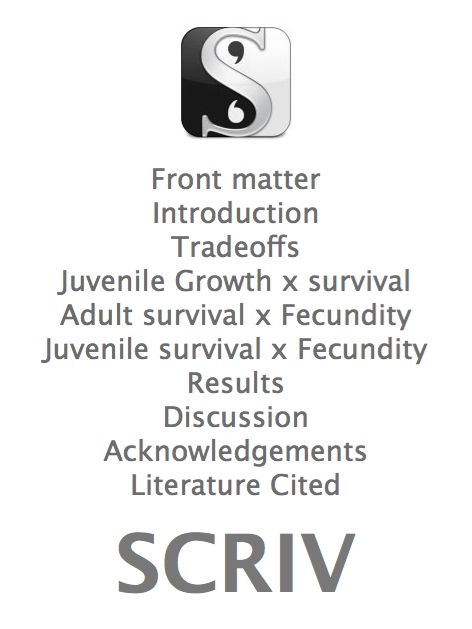 Front matter
Introduction
Tradeoffs
Juvenile Growth x survival
Adult survival x Fecundity
Juvenile survival x Fecundity
Results
Discussion
Acknowledgements
Literature Cited
SCRIV